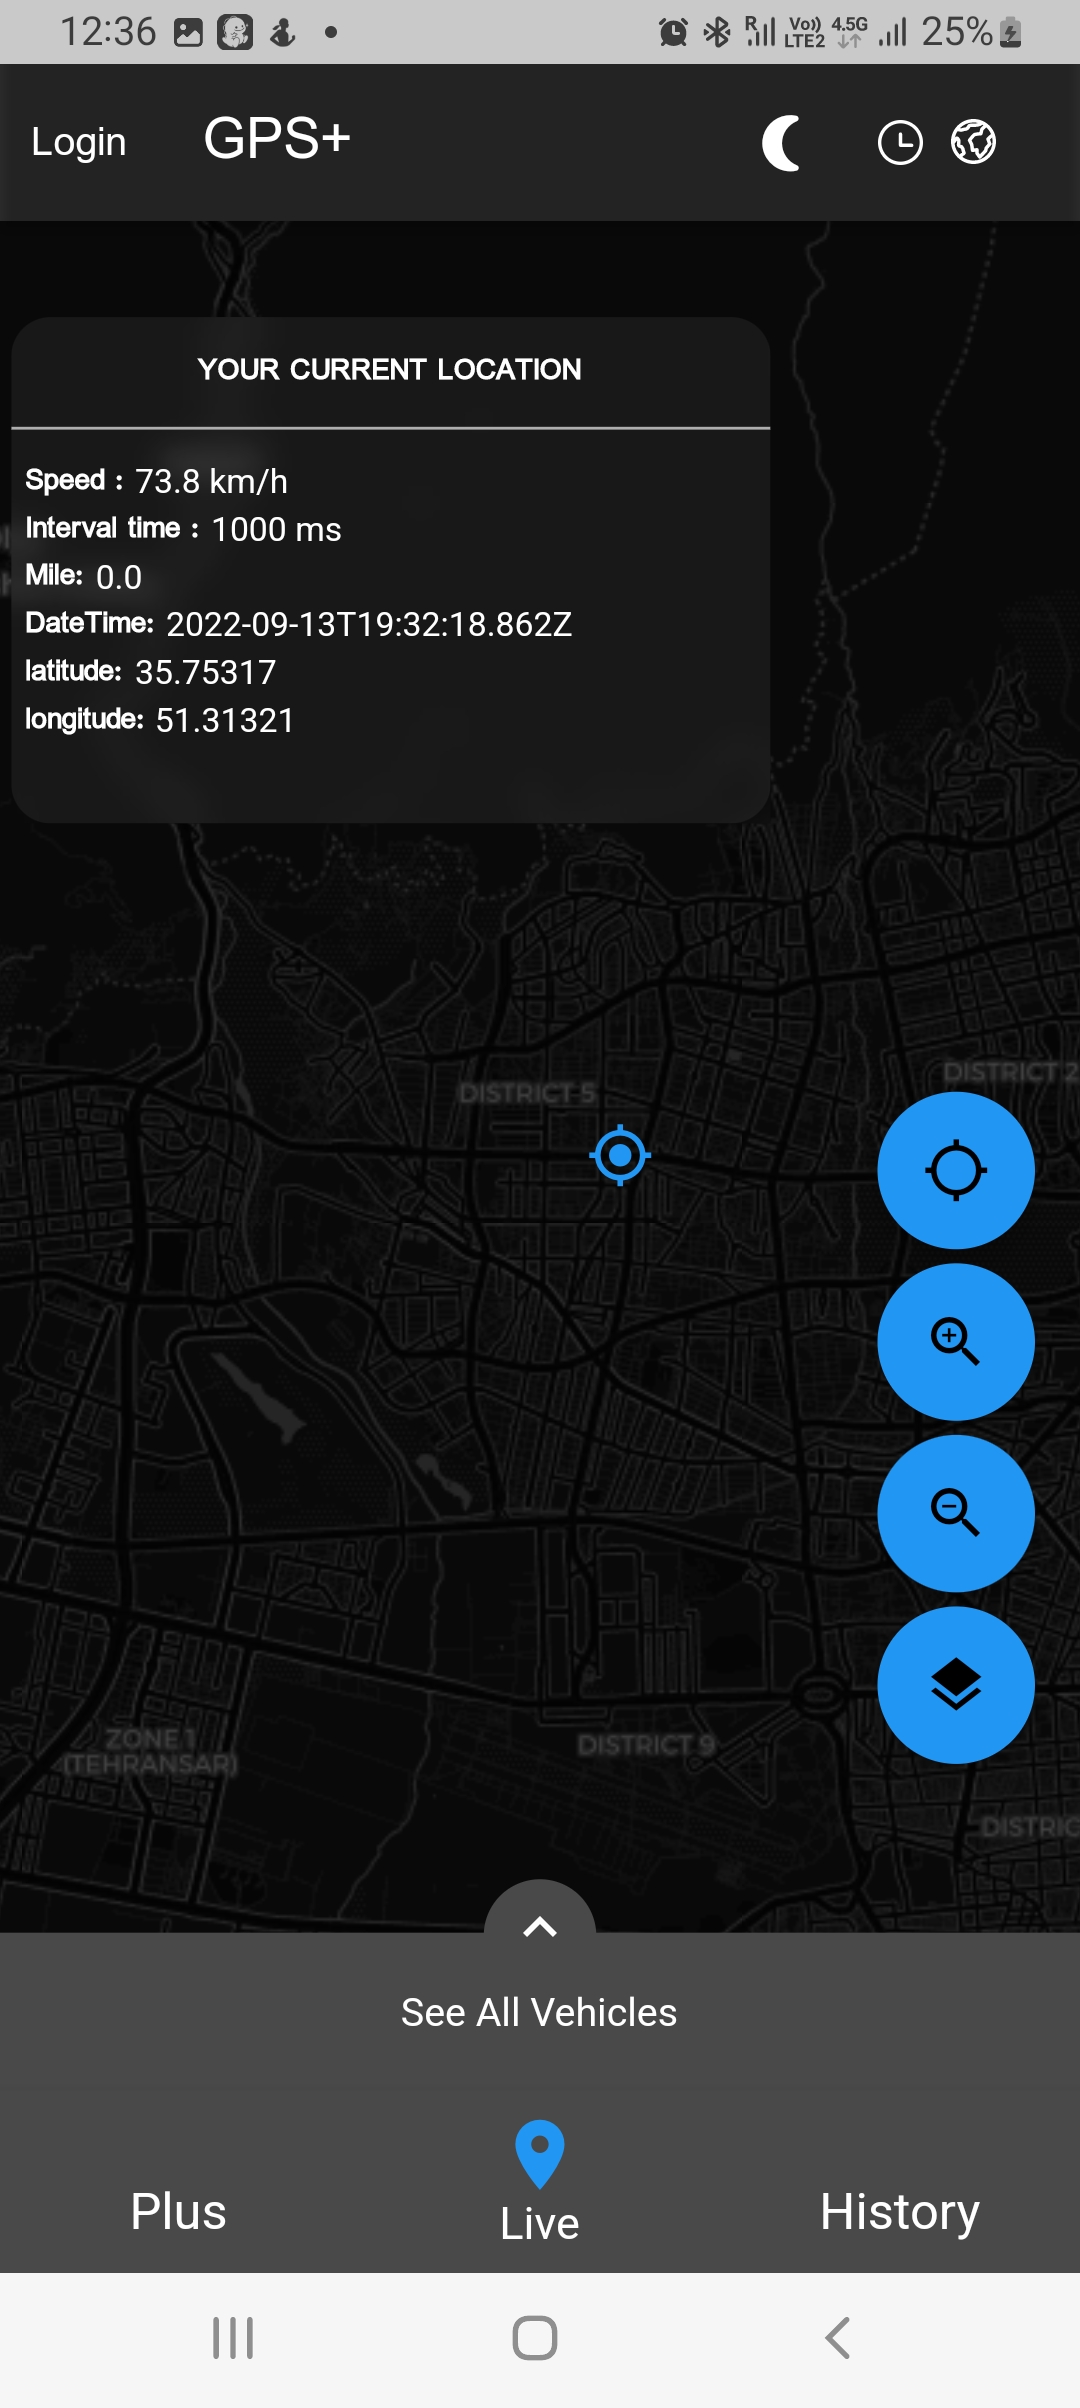 12:36 R Vo)) LTE2 4.5G 25%
Login GPS+
YOUR CURRENT LOCATION
Speed : 73.8 km/h
Interval time : 1000 ms
Mile: 0.0
DateTime: 2022-09-13T19:32:18.862Z
latitude: 35.75317
longitude: 51.31321
DISTRICT 2
DISTRICT 5
ZONE 1
(TEHRANSAR)
DISTRICT 9
DISTRIC
See All Vehicles
Plus Live History